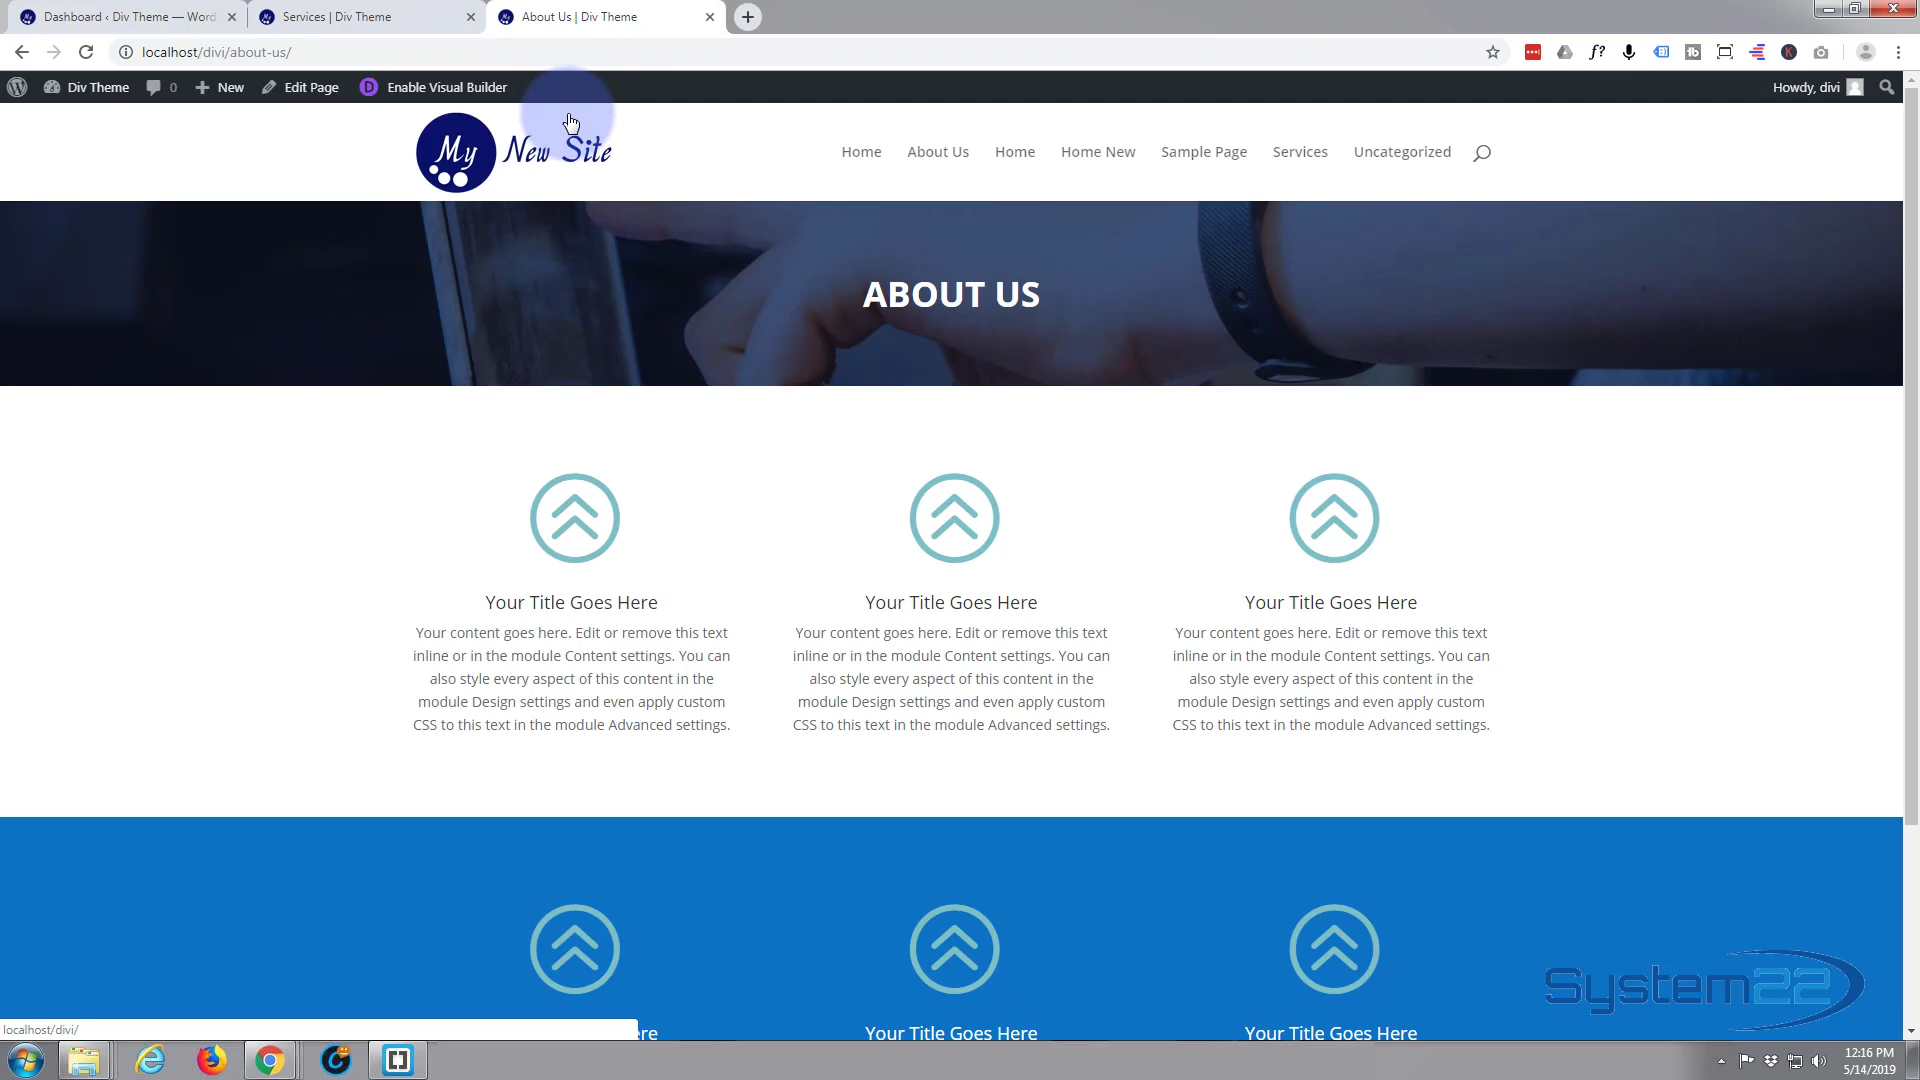 Dashboard ‹ Div Theme — Word
Services | Div Theme
About Us | Div Theme
localhost/divi/about-us/
Div Theme
0
New
Edit Page
D
Enable Visual Builder
Howdy, divi
My New Site
Home
About Us
Home
Home New
Sample Page
Services
Uncategorized
ABOUT US
Your Title Goes Here
Your content goes here. Edit or remove this text
inline or in the module Content settings. You can
also style every aspect of this content in the
module Design settings and even apply custom
CSS to this text in the module Advanced settings.
Your Title Goes Here
Your content goes here. Edit or remove this text
inline or in the module Content settings. You can
also style every aspect of this content in the
module Design settings and even apply custom
CSS to this text in the module Advanced settings.
Your Title Goes Here
Your content goes here. Edit or remove this text
inline or in the module Content settings. You can
also style every aspect of this content in the
module Design settings and even apply custom
CSS to this text in the module Advanced settings.
System22
localhost/divi/
ere
Your Title Goes Here
Your Title Goes Here
12:16 PM
5/14/2019